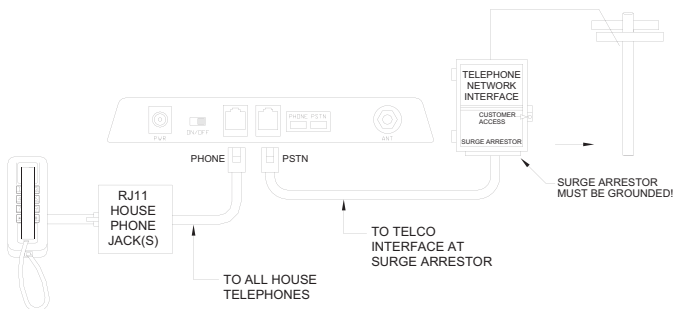 TELEPHONE
NETWORK
INTERFACE
CUSTOMER
ACCESS
SURGE ARRESTOR
PWR
ON/OFF
PHONE PSTN
ANT
PHONE
PSTN
SURGE ARRESTOR
MUST BE GROUNDED!
RJ11
HOUSE
PHONE
JACK(S)
TO TELCO
INTERFACE AT
SURGE ARRESTOR
TO ALL HOUSE
TELEPHONES